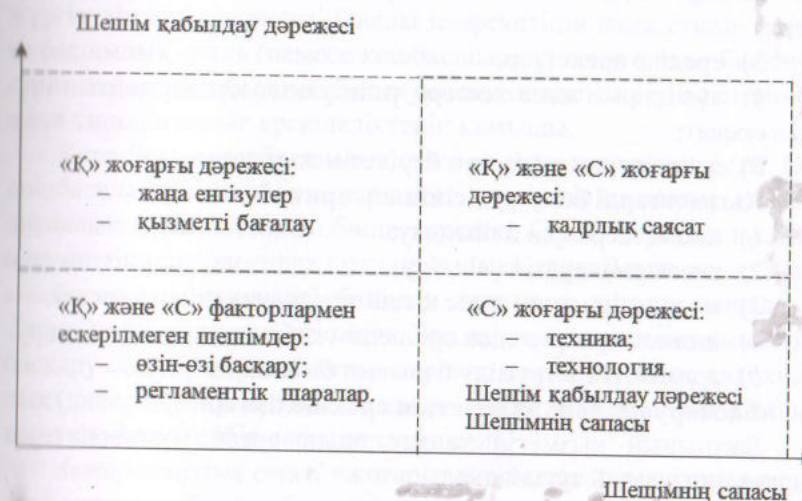 Шешім қабылдау дәрежесі
«Қ» жоғарғы дәрежесі:
– жаңа енгізулер
– қызметті бағалау
«Қ» және «С» жоғарғы
дәрежесі:
– кадрлық саясат
«Қ» және «С» факторлармен
ескерілмеген шешімдер:
– өзін-өзі басқару;
– регламенттік шаралар.
«С» жоғарғы дәрежесі:
– техника;
– технология.
Шешім қабылдау дәрежесі
Шешімнің сапасы
Шешімнің сапасы